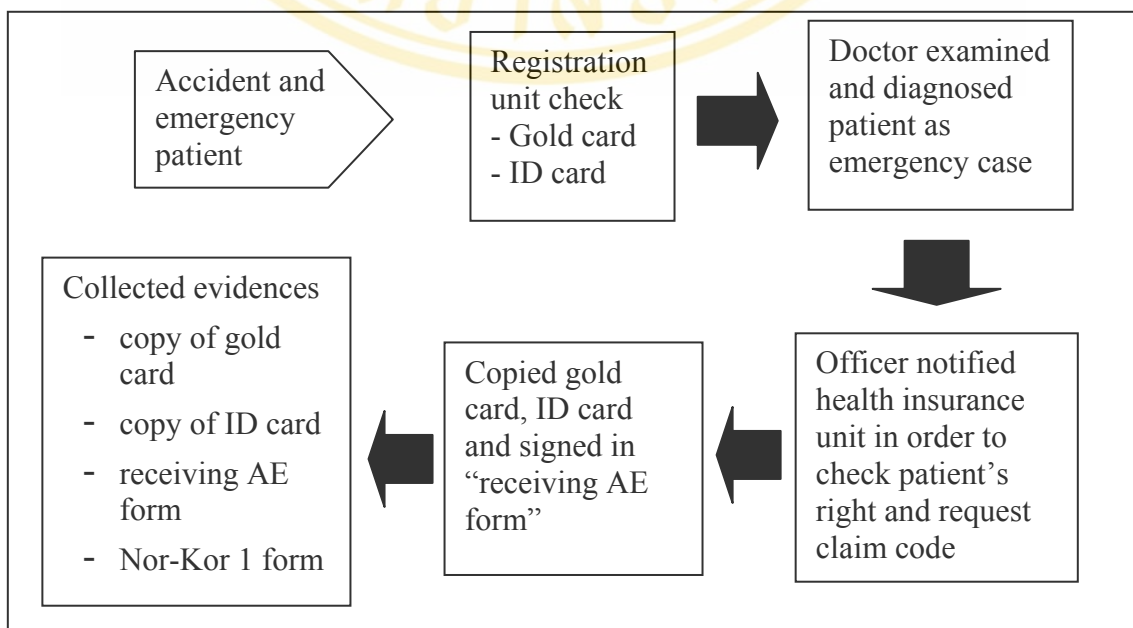 Accident and
emergency
patient
Registration
unit check
- Gold card
- ID card
Doctor examined
and diagnosed
patient as
emergency case
Officer notified
health insurance
unit in order to
check patient’s
right and request
claim code
Copied gold
card, ID card
and signed in
“receiving AE
form”
Collected evidences
- copy of gold
card
- copy of ID card
- receiving AE
form
- Nor-Kor 1 form